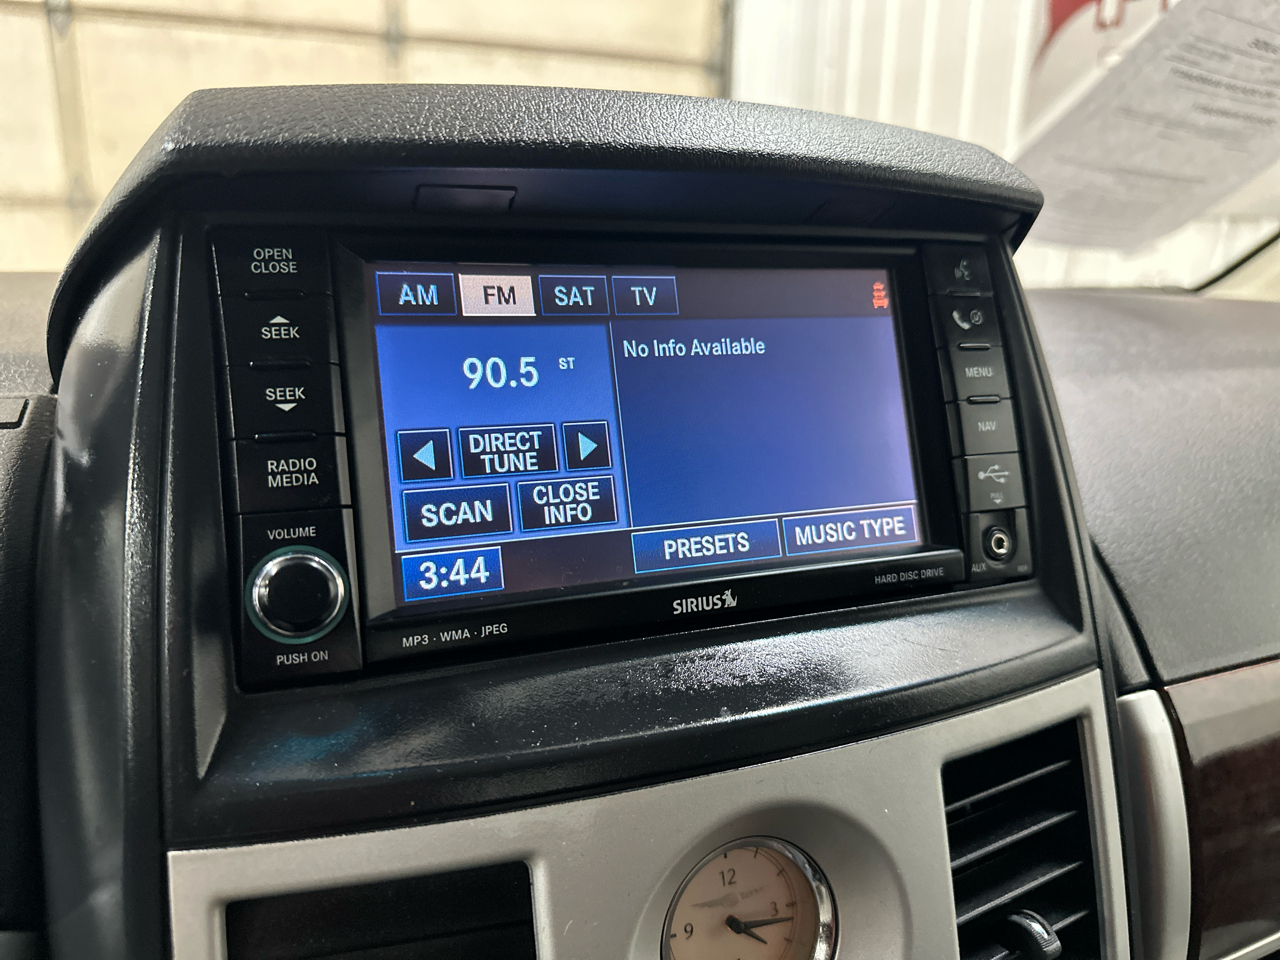 OPEN
CLOSE
SEEK
SEEK
RADIO
MEDIA
VOLUME
PUSH ON
AM
FM
SAT
TV
90.5 ST
No Info Available
DIRECT
TUNE
SCAN
CLOSE
INFO
PRESETS
MUSIC TYPE
3:44
MP3 · WMA · JPEG
SIRIUS
HARD DISC DRIVE
MENU
NAV
PULL
AUX
12
3
9